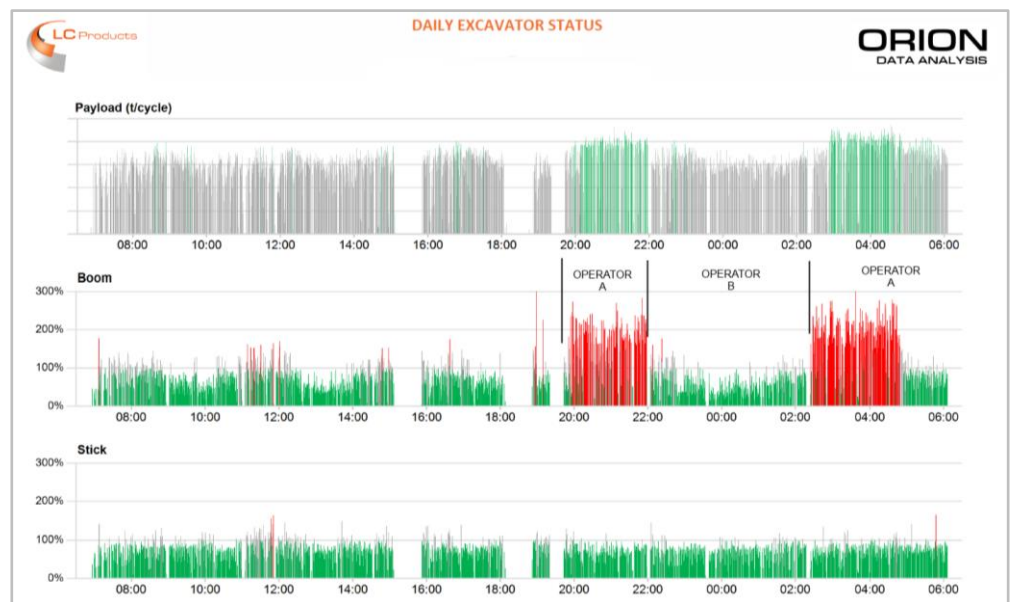 LC Products
DAILY EXCAVATOR STATUS
ORION
DATA ANALYSIS
Payload (t/cycle)
08:00 10:00 12:00 14:00 16:00 18:00 20:00 22:00 00:00 02:00 04:00 06:00
Boom
OPERATOR A
OPERATOR B
OPERATOR A
300%
200%
100%
0%
08:00 10:00 12:00 14:00 16:00 18:00 20:00 22:00 00:00 02:00 04:00 06:00
Stick
300%
200%
100%
0%
08:00 10:00 12:00 14:00 16:00 18:00 20:00 22:00 00:00 02:00 04:00 06:00